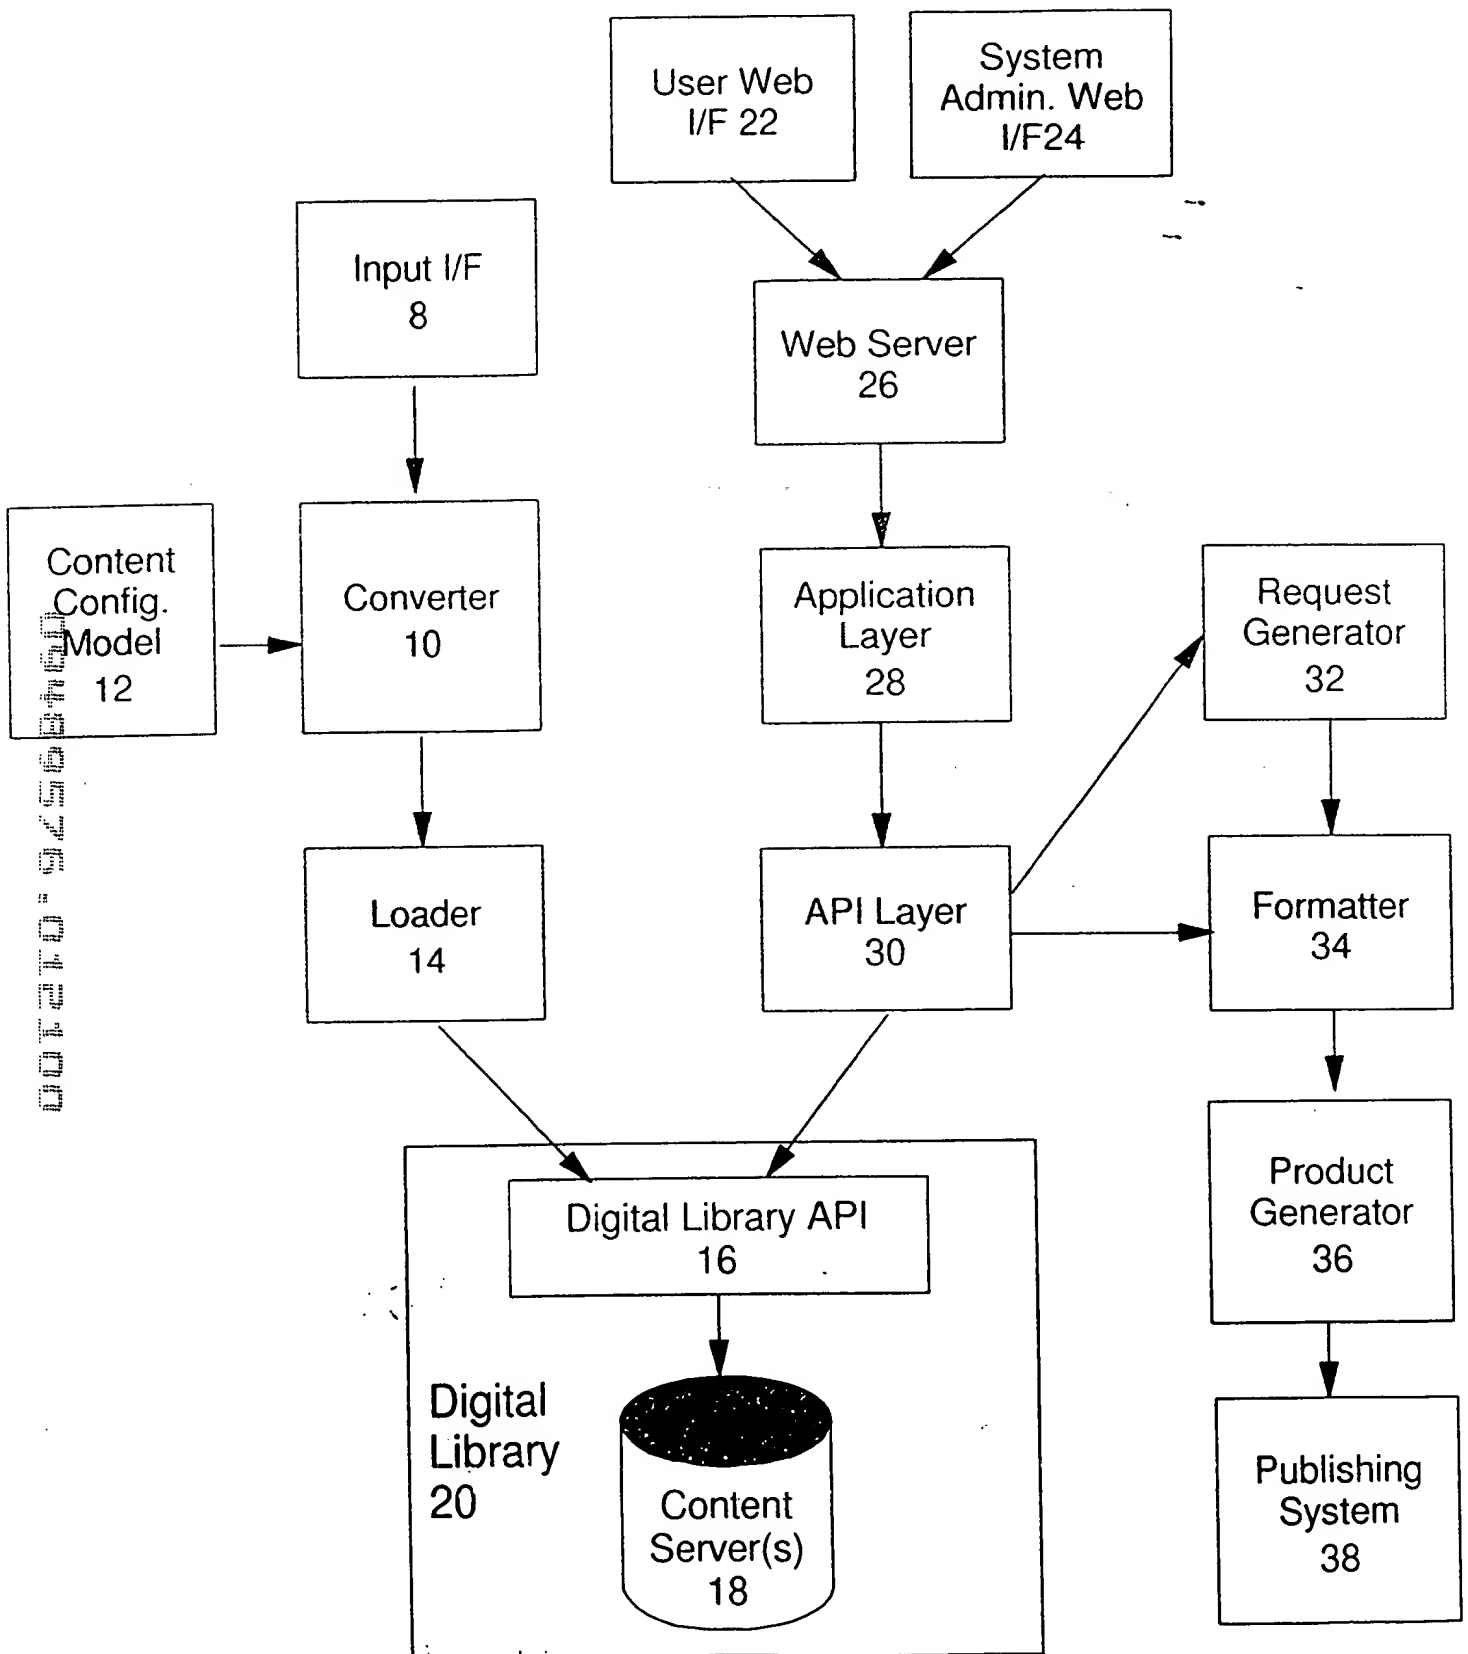 User Web
I/F 22
System
Admin. Web
I/F24
Input I/F
8
Web Server
26
Content
Config.
Model
12
Converter
10
Application
Layer
28
Request
Generator
32
Loader
14
API Layer
30
Formatter
34
Digital Library API
16
Product
Generator
36
Digital
Library
20
Content
Server(s)
18
Publishing
System
38
09489576.012100